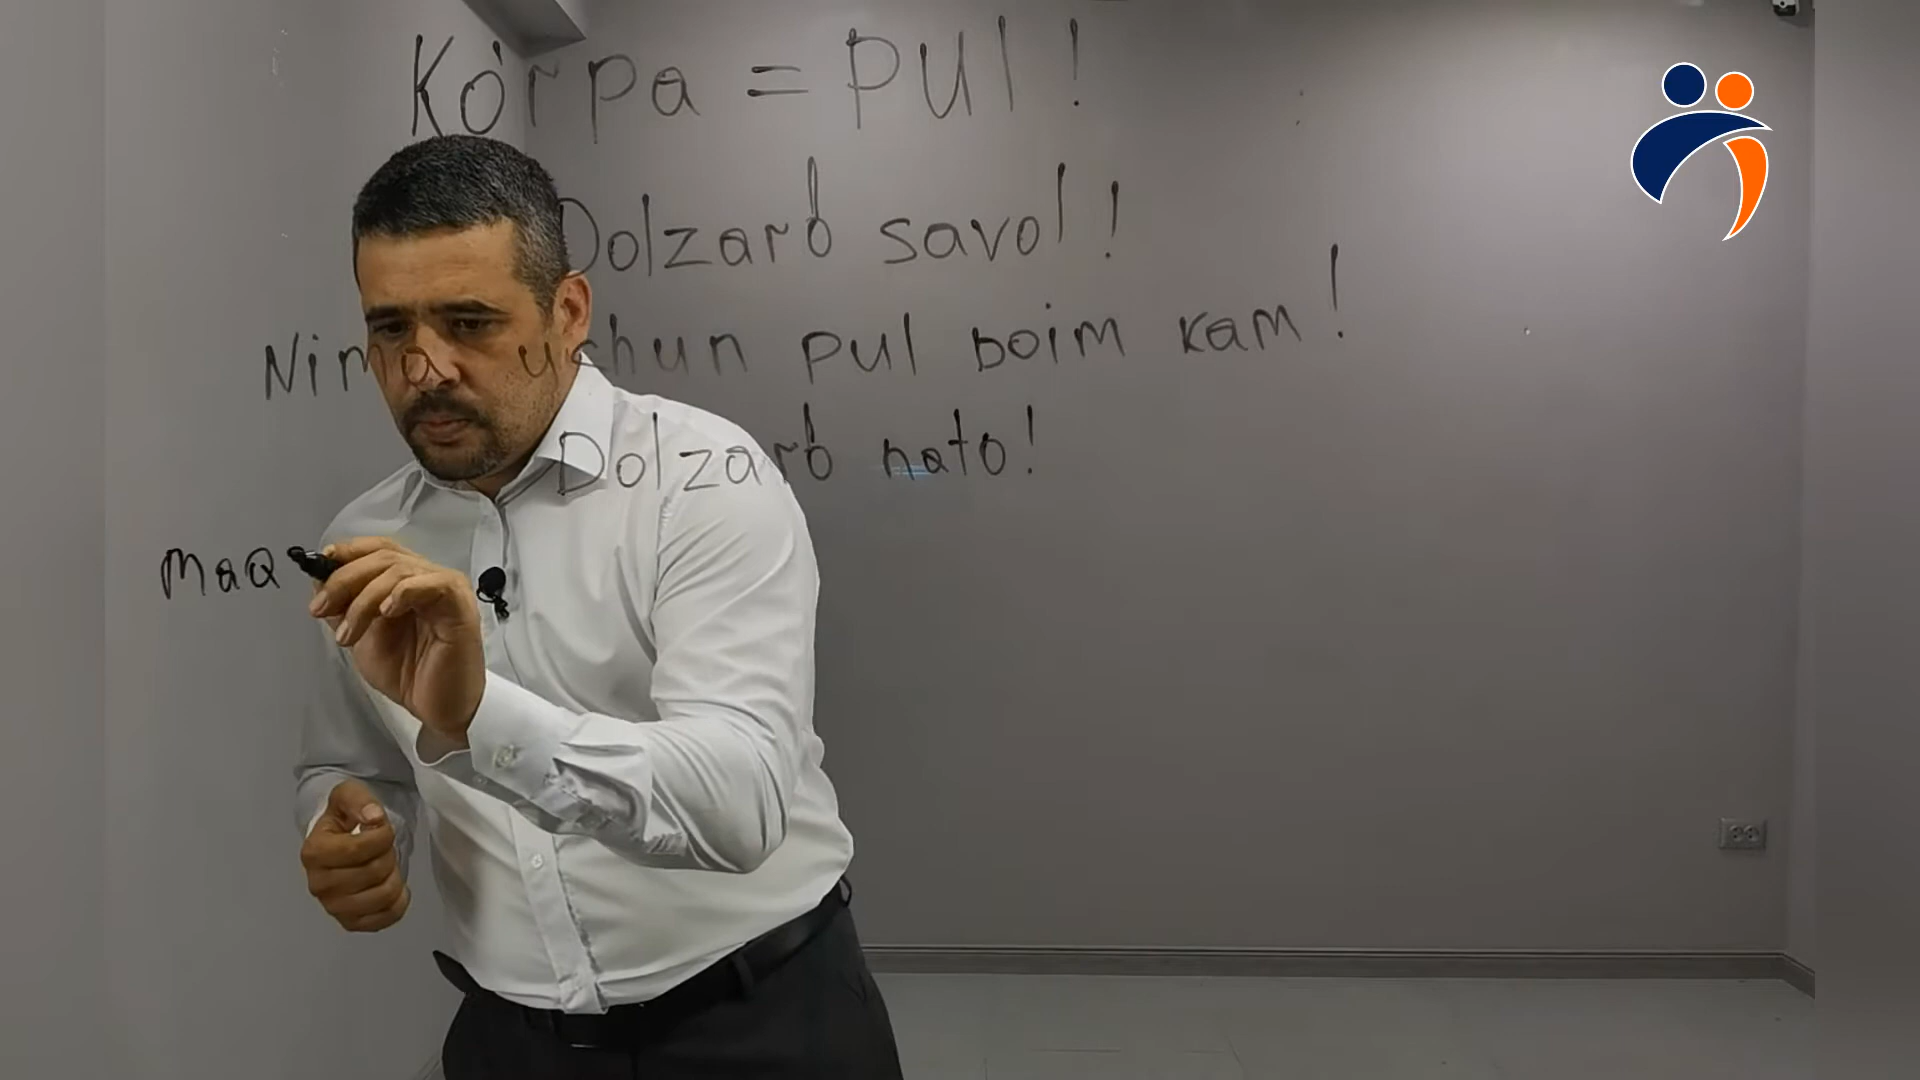 Ko'rpa = Pul!
Dolzarb savol!
Nima uchun pul boim kam!
Dolzarb nato!
Maq